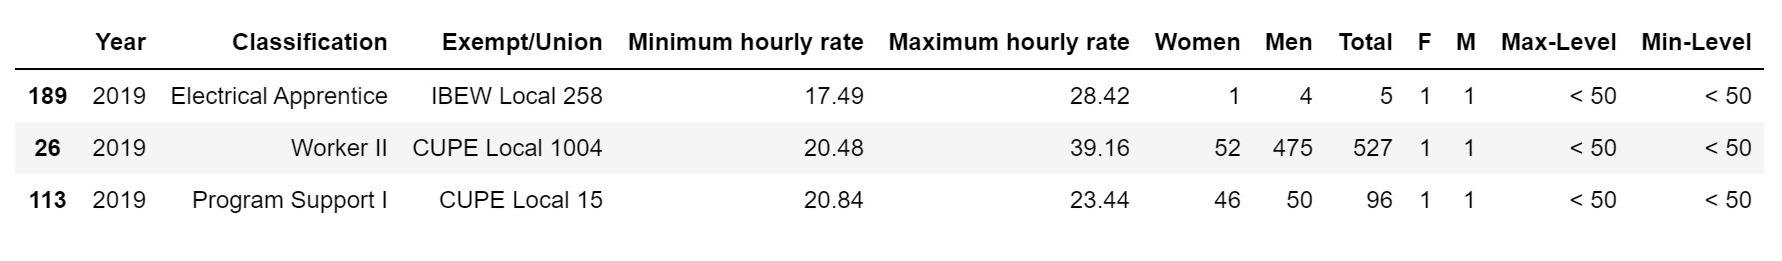 Year Classification Exempt/Union Minimum hourly rate Maximum hourly rate Women Men Total F M Max-Level Min-Level
189 2019 Electrical Apprentice IBEW Local 258 17.49 28.42 1 4 5 1 1 < 50 < 50
26 2019 Worker II CUPE Local 1004 20.48 39.16 52 475 527 1 1 < 50 < 50
113 2019 Program Support I CUPE Local 15 20.84 23.44 46 50 96 1 1 < 50 < 50